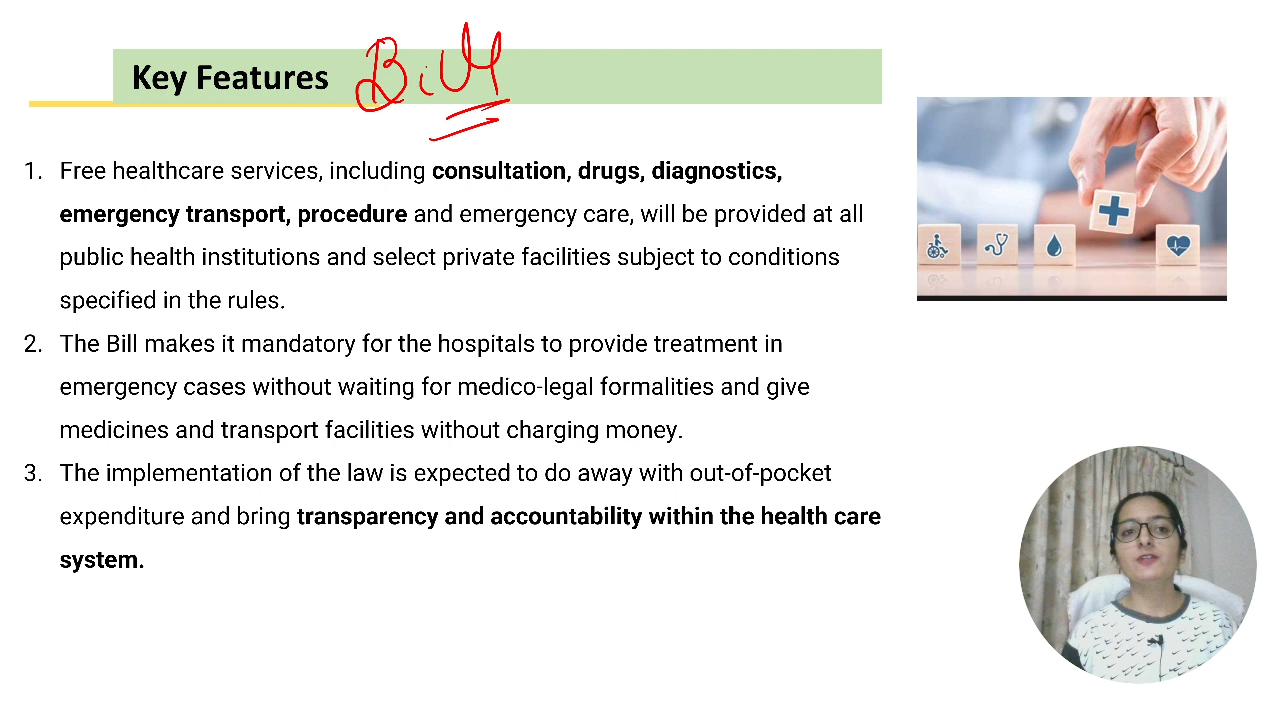 Key Features Bill
1. Free healthcare services, including consultation, drugs, diagnostics,
emergency transport, procedure and emergency care, will be provided at all
public health institutions and select private facilities subject to conditions
specified in the rules.
2. The Bill makes it mandatory for the hospitals to provide treatment in
emergency cases without waiting for medico-legal formalities and give
medicines and transport facilities without charging money.
3. The implementation of the law is expected to do away with out-of-pocket
expenditure and bring transparency and accountability within the health care
system.